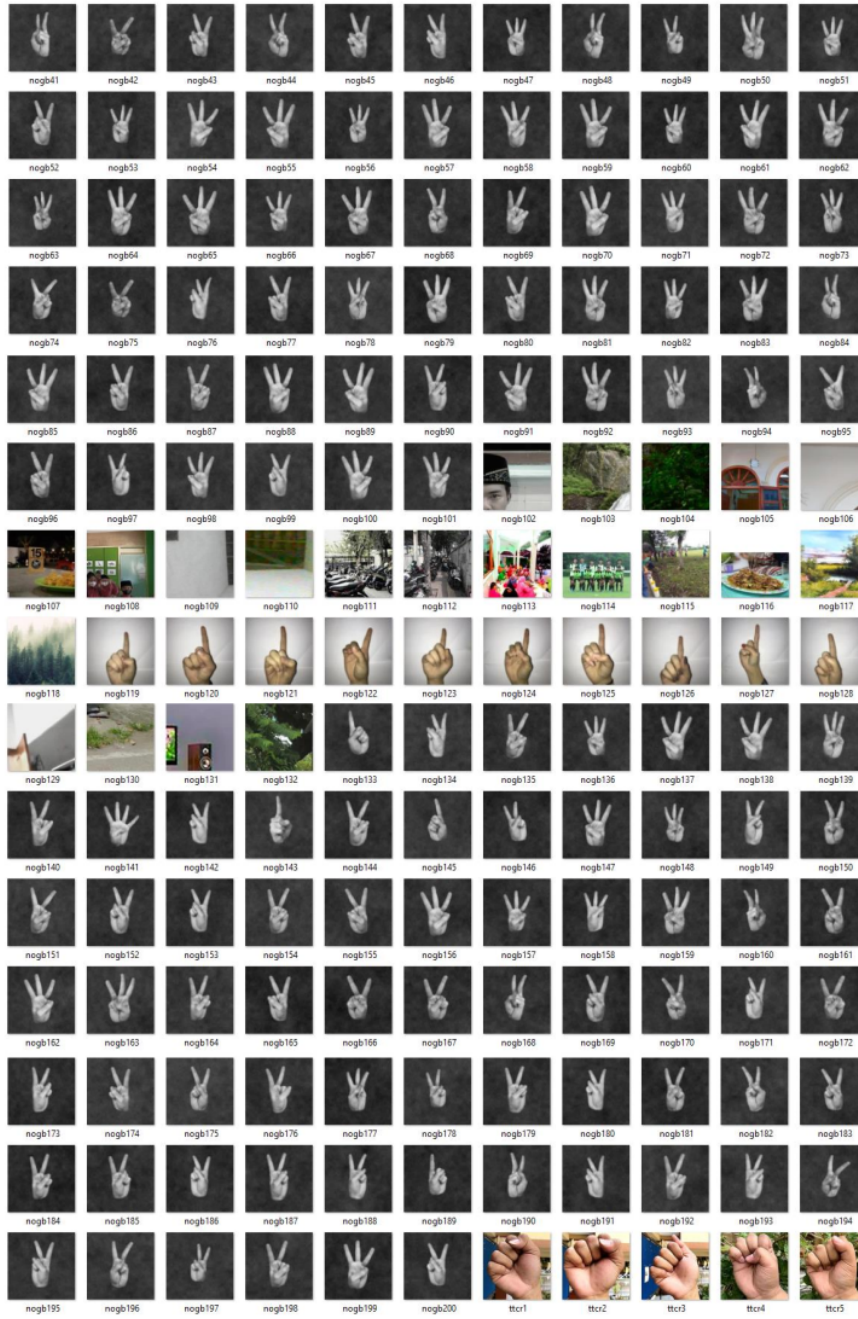 nogb41 nogb42 nogb43 nogb44 nogb45 nogb46 nogb47 nogb48 nogb49 nogb50 nogb51
nogb52 nogb53 nogb54 nogb55 nogb56 nogb57 nogb58 nogb59 nogb60 nogb61 nogb62
nogb63 nogb64 nogb65 nogb66 nogb67 nogb68 nogb69 nogb70 nogb71 nogb72 nogb73
nogb74 nogb75 nogb76 nogb77 nogb78 nogb79 nogb80 nogb81 nogb82 nogb83 nogb84
nogb85 nogb86 nogb87 nogb88 nogb89 nogb90 nogb91 nogb92 nogb93 nogb94 nogb95
nogb96 nogb97 nogb98 nogb99 nogb100 nogb101 nogb102 nogb103 nogb104 nogb105 nogb106
15
nogb107 nogb108 nogb109 nogb110 nogb111 nogb112 nogb113 nogb114 nogb115 nogb116 nogb117
nogb118 nogb119 nogb120 nogb121 nogb122 nogb123 nogb124 nogb125 nogb126 nogb127 nogb128
nogb129 nogb130 nogb131 nogb132 nogb133 nogb134 nogb135 nogb136 nogb137 nogb138 nogb139
nogb140 nogb141 nogb142 nogb143 nogb144 nogb145 nogb146 nogb147 nogb148 nogb149 nogb150
nogb151 nogb152 nogb153 nogb154 nogb155 nogb156 nogb157 nogb158 nogb159 nogb160 nogb161
nogb162 nogb163 nogb164 nogb165 nogb166 nogb167 nogb168 nogb169 nogb170 nogb171 nogb172
nogb173 nogb174 nogb175 nogb176 nogb177 nogb178 nogb179 nogb180 nogb181 nogb182 nogb183
nogb184 nogb185 nogb186 nogb187 nogb188 nogb189 nogb190 nogb191 nogb192 nogb193 nogb194
nogb195 nogb196 nogb197 nogb198 nogb199 nogb200 ttcr1 ttcr2 ttcr3 ttcr4 ttcr5